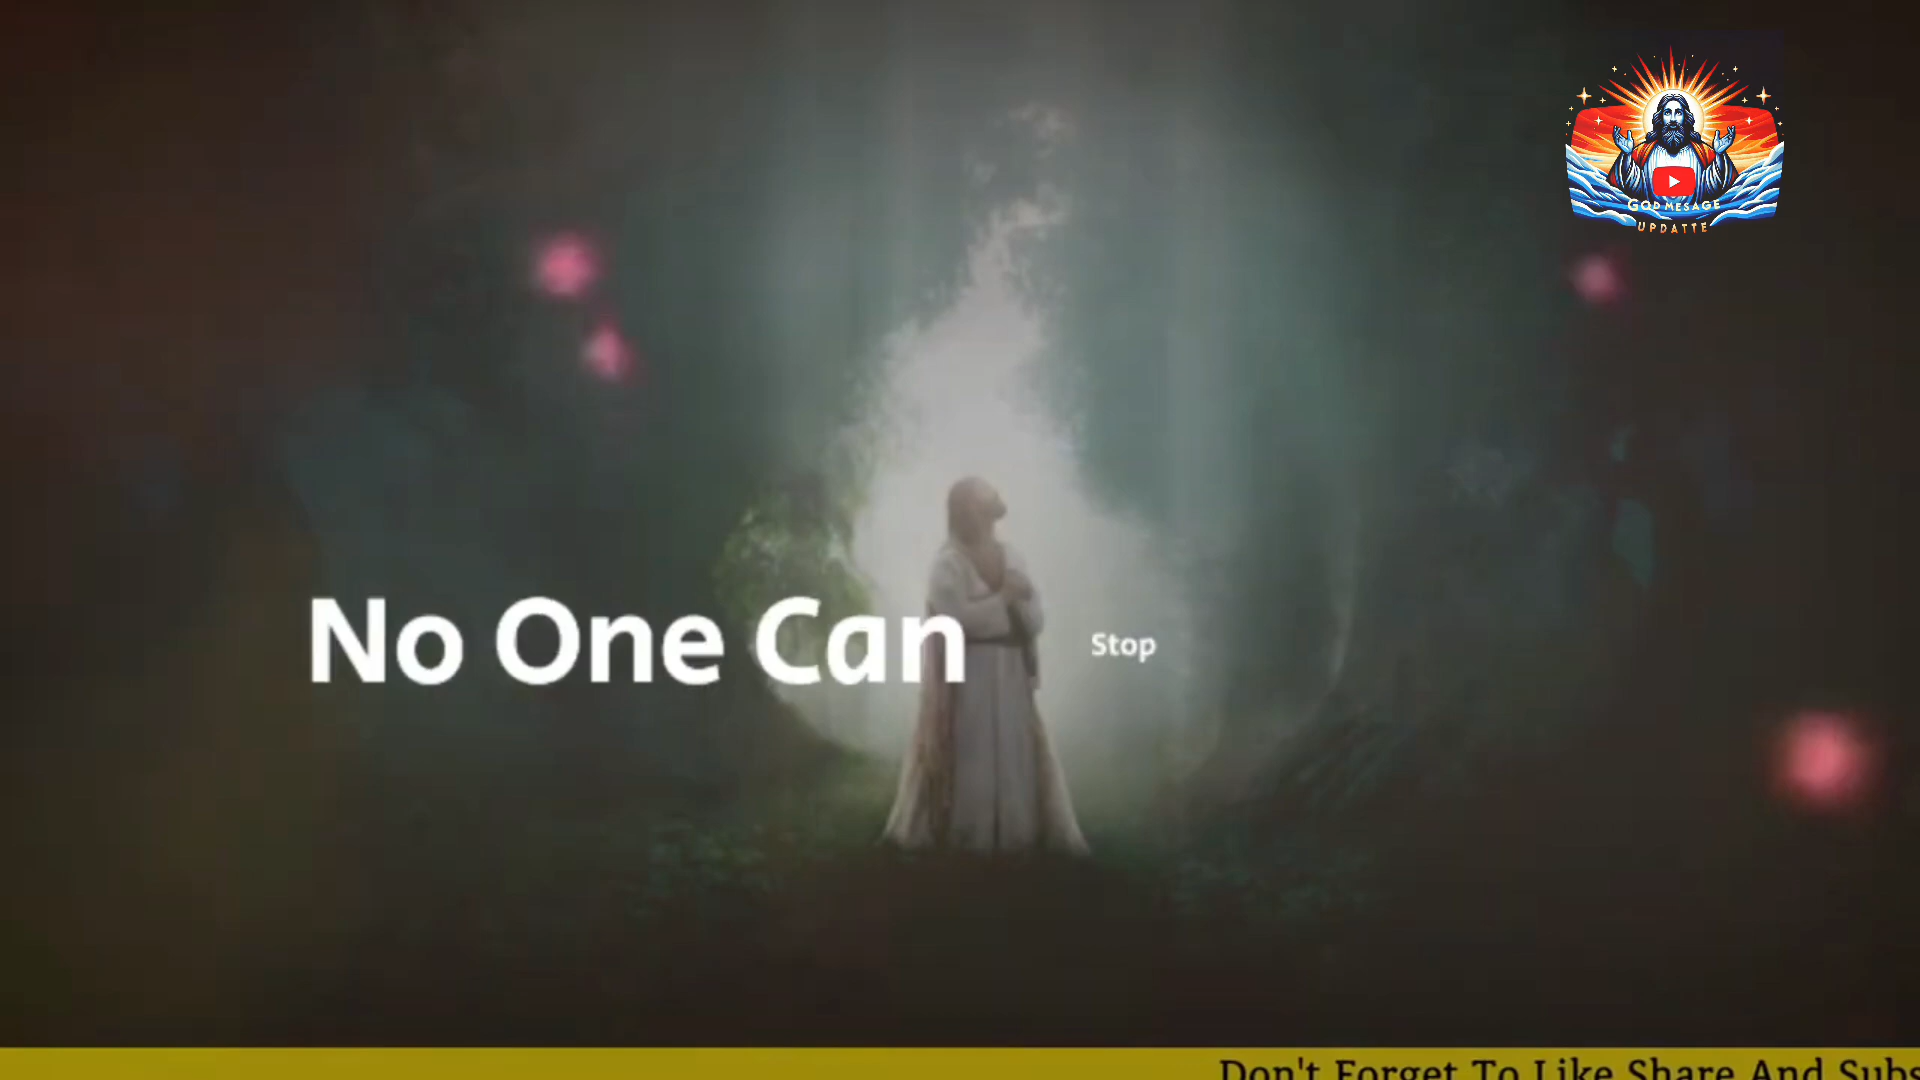 GOD MESAGE
UPDATTE
No One Can Stop
Don't Forget To Like Share And Subs